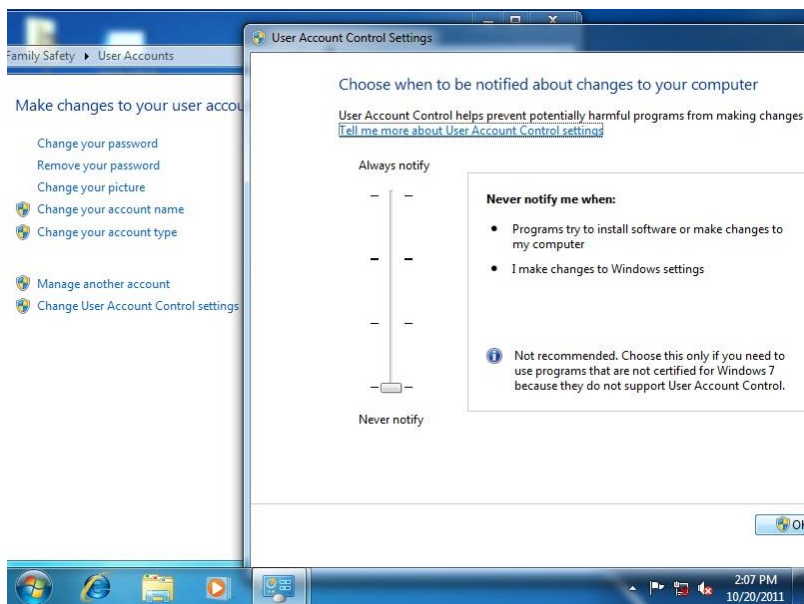 Family Safety ▸ User Accounts
Make changes to your user accou
Change your password
Remove your password
Change your picture
Change your account name
Change your account type
Manage another account
Change User Account Control settings
User Account Control Settings
Choose when to be notified about changes to your computer
User Account Control helps prevent potentially harmful programs from making changes
Tell me more about User Account Control settings
Always notify
Never notify me when:
• Programs try to install software or make changes to
my computer
• I make changes to Windows settings
Not recommended. Choose this only if you need to
use programs that are not certified for Windows 7
because they do not support User Account Control.
Never notify
OK
2:07 PM
10/20/2011